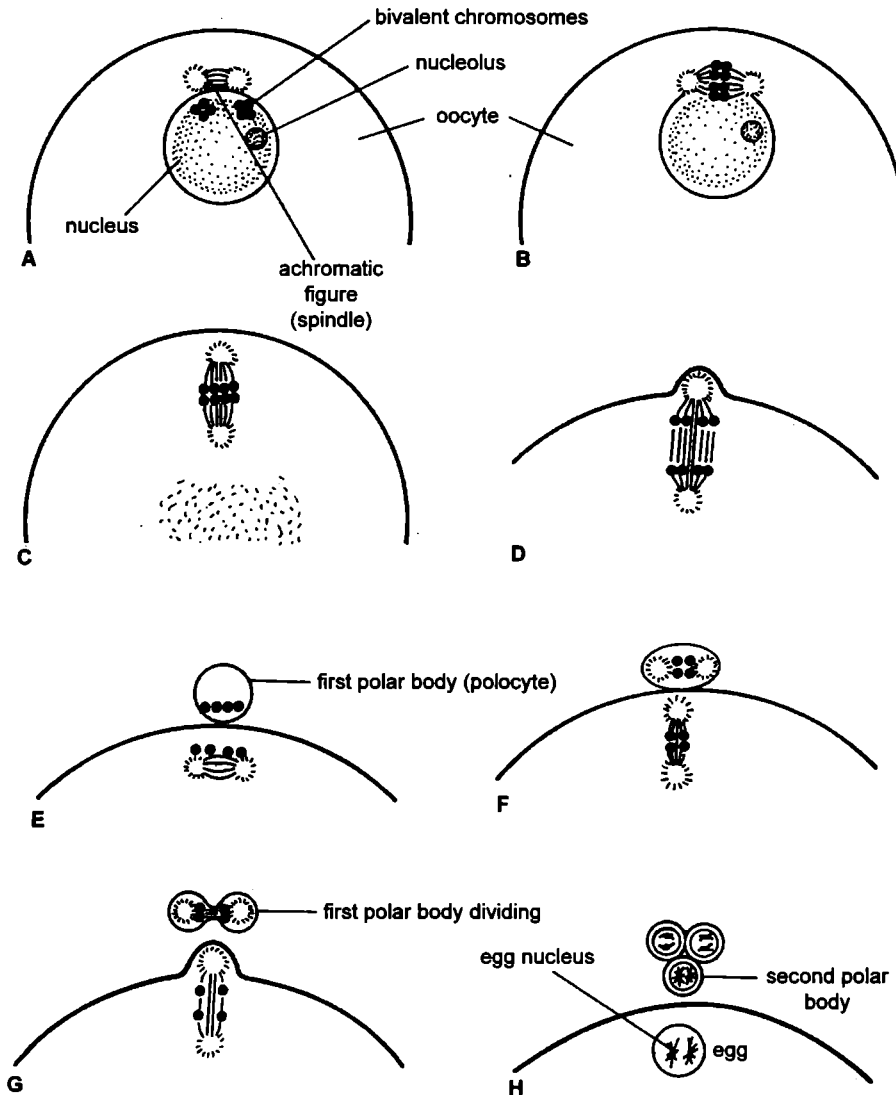 bivalent chromosomes
nucleolus
oocyte
nucleus
A
B
achromatic
figure
(spindle)
C
D
first polar body (polocyte)
E
F
first polar body dividing
egg nucleus
second polar
body
egg
G
H